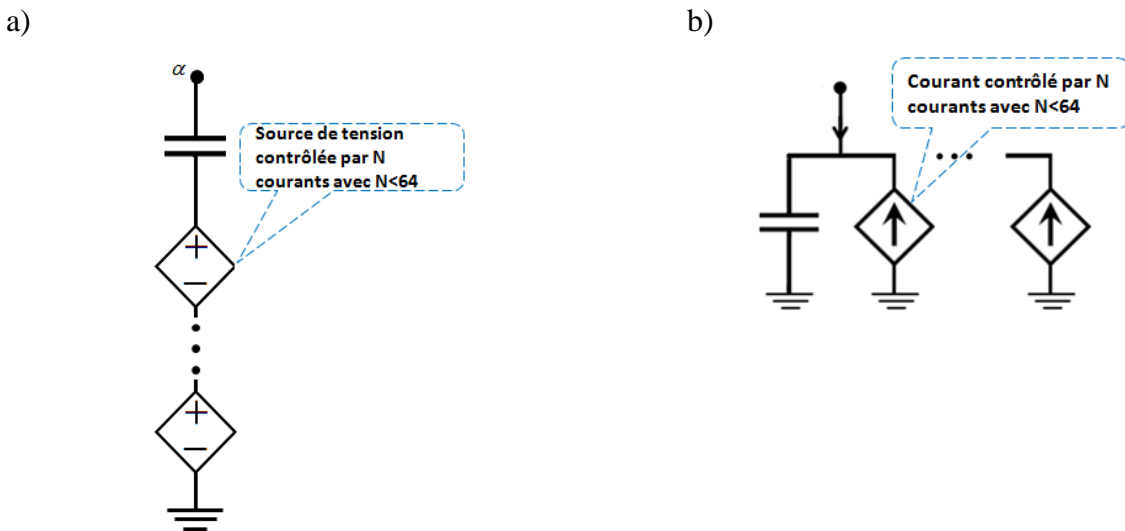 a)
α
Source de tension
contrôlée par N
courants avec N<64
b)
Courant contrôlé par N
courants avec N<64